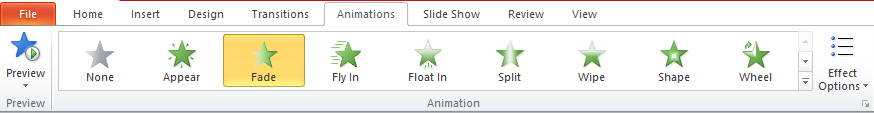 File Home Insert Design Transitions Animations Slide Show Review View
Preview None Appear Fade Fly In Float In Split Wipe Shape Wheel Effect
Options
Preview Animation